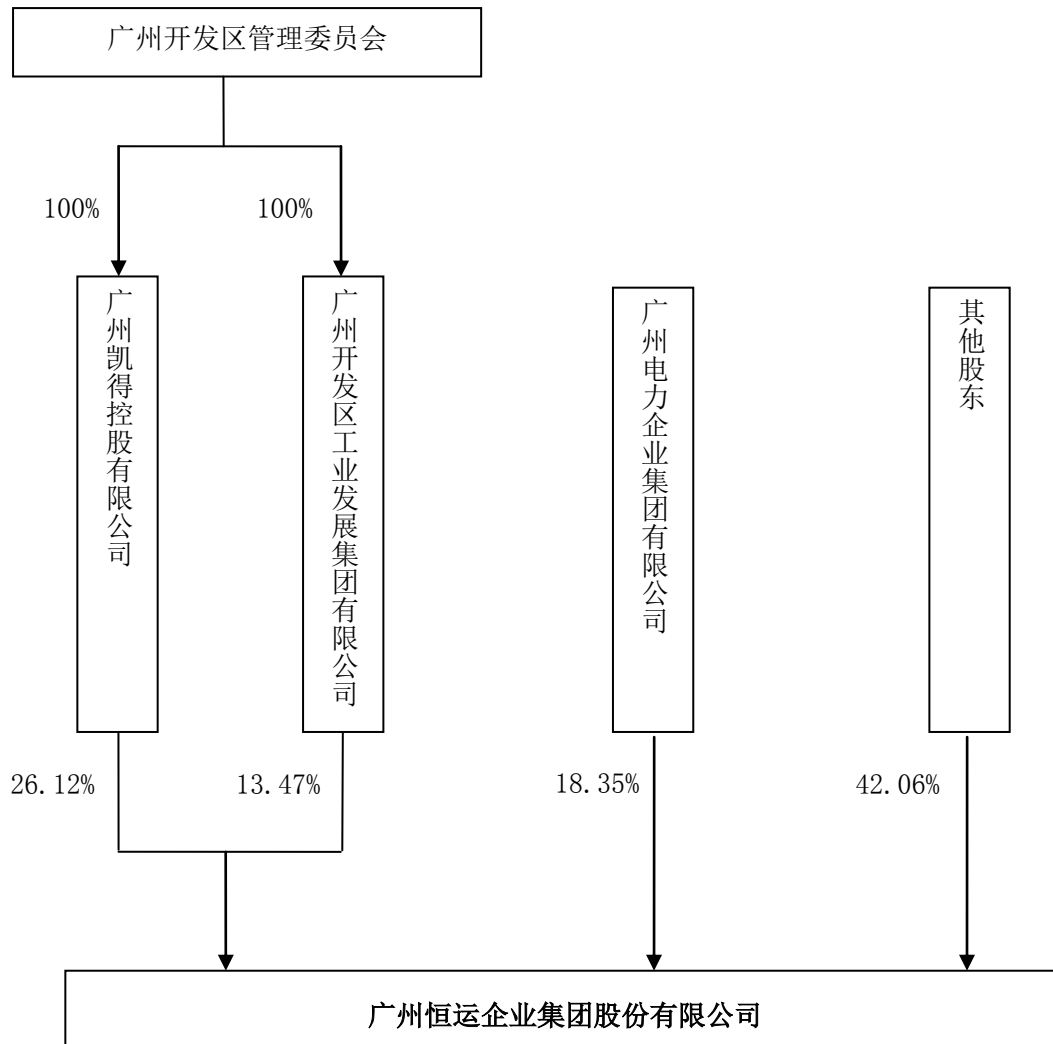 广州开发区管理委员会
100%
100%
广州凯得控股有限公司
广州开发区工业发展集团有限公司
广州电力企业集团有限公司
其他股东
26.12%
13.47%
18.35%
42.06%
广州恒运企业集团股份有限公司